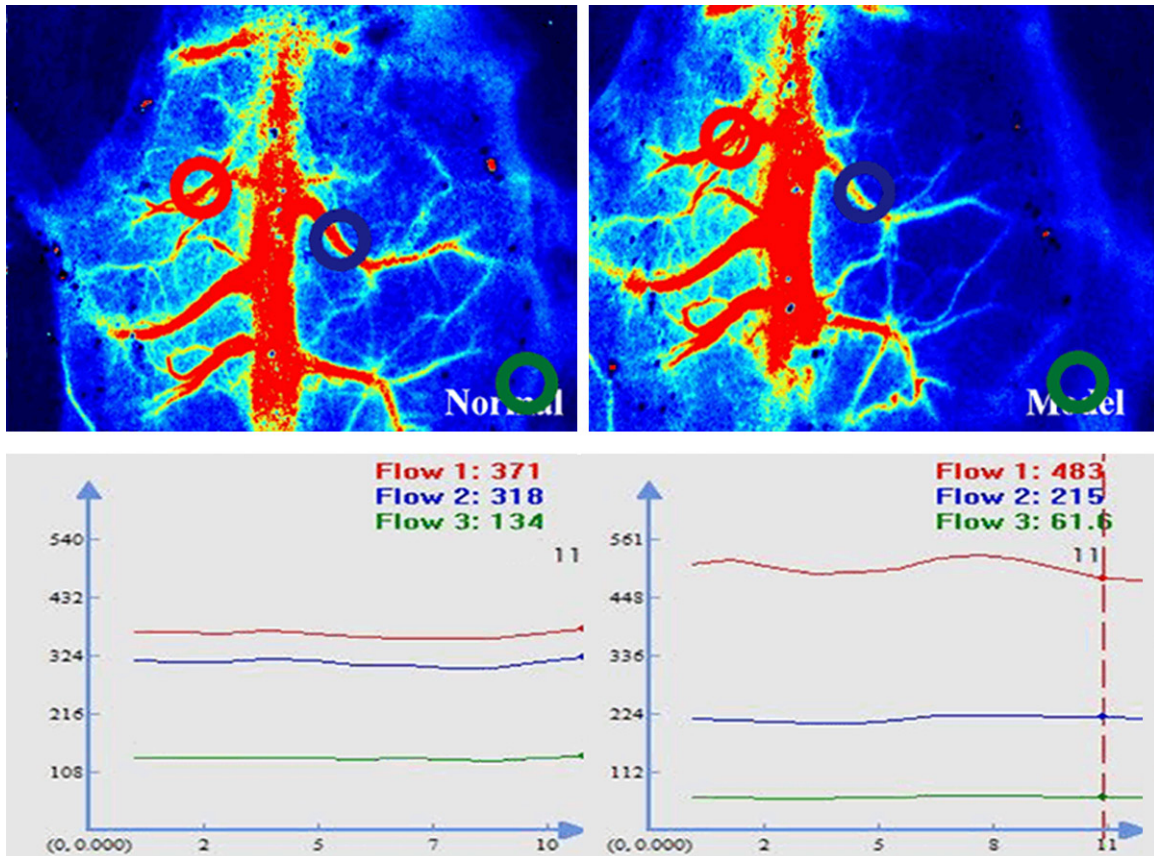 Normal
Model
Flow 1: 371
Flow 2: 318
Flow 3: 134
11
540
432
324
216
108
(0, 0.000)
2
5
7
10
Flow 1: 483
Flow 2: 215
Flow 3: 61.6
11
561
448
336
224
112
(0, 0.000)
2
5
8
11